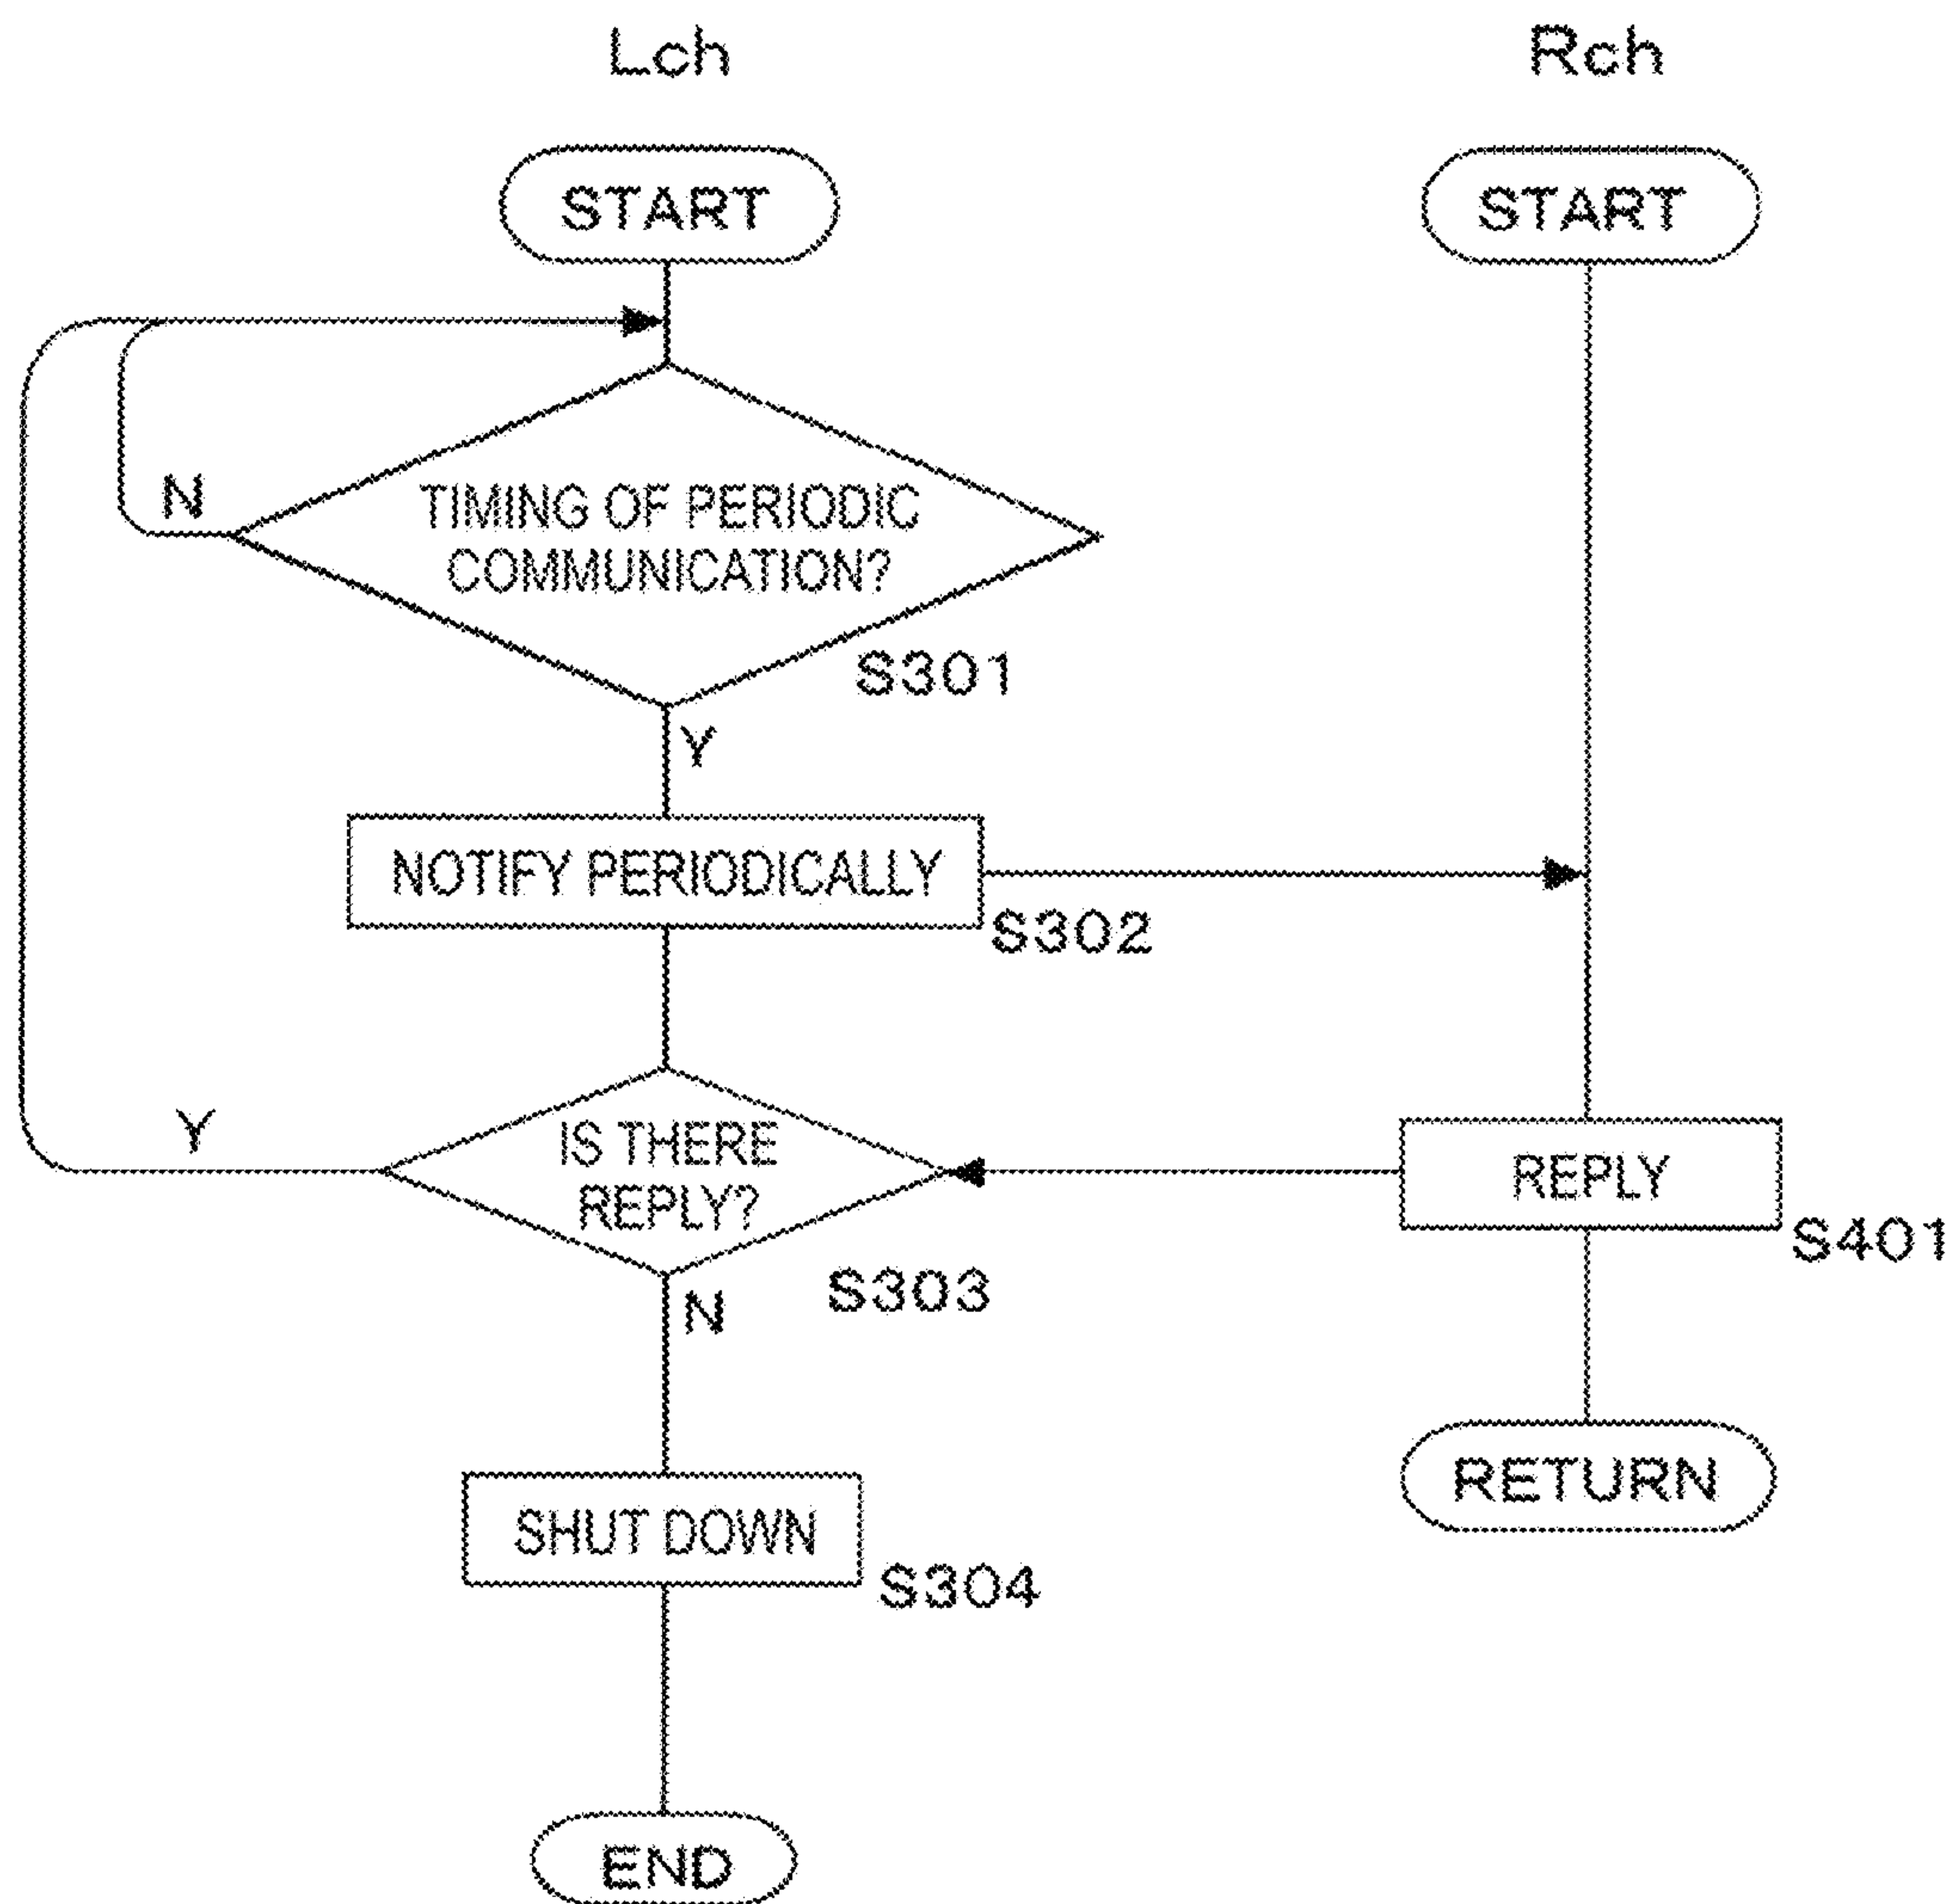 Lch
Rch
START
START
N
TIMING OF PERIODIC
COMMUNICATION?
S301
Y
NOTIFY PERIODICALLY
S302
Y
IS THERE
REPLY?
REPLY
S401
S303
N
RETURN
SHUT DOWN
S304
END